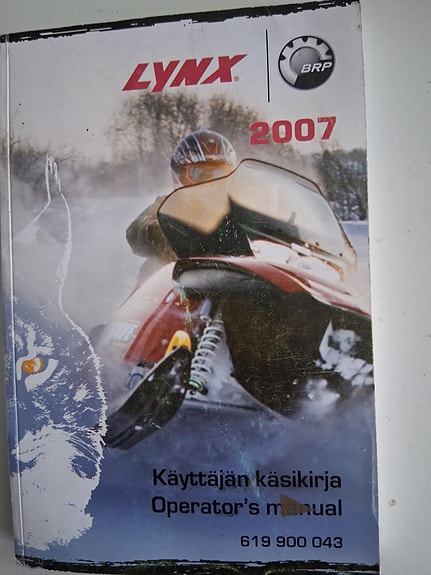 LYNX®
BRP
2007
Käyttäjän käsikirja
Operator's manual
619 900 043